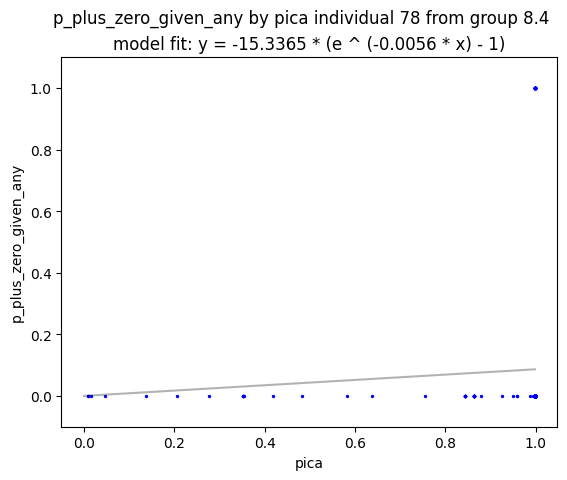 p_plus_zero_given_any by pica individual 78 from group 8.4
model fit: y = -15.3365 * (e ^ (-0.0056 * x) - 1)
p_plus_zero_given_any
1.0
0.8
0.6
0.4
0.2
0.0
0.0 0.2 0.4 0.6 0.8 1.0
pica